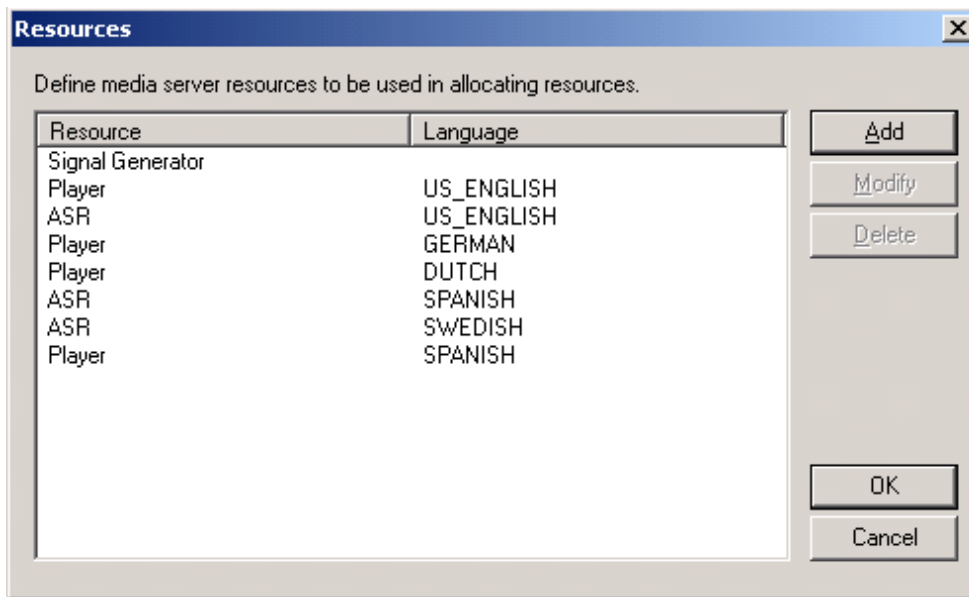 Resources
Define media server resources to be used in allocating resources.
Resource Language
Signal Generator
Player US_ENGLISH
ASR US_ENGLISH
Player GERMAN
Player DUTCH
ASR SPANISH
ASR SWEDISH
Player SPANISH
Add
Modify
Delete
OK
Cancel